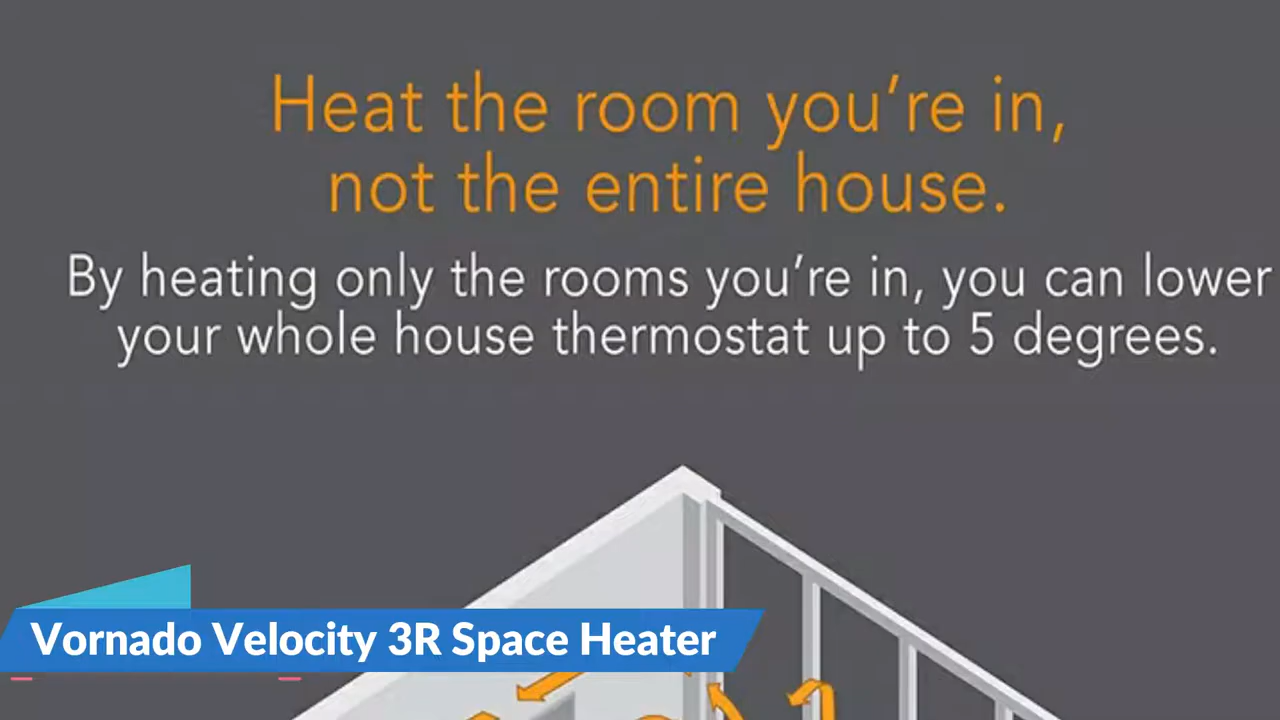 Heat the room you're in,
not the entire house.
By heating only the rooms you're in, you can lower
your whole house thermostat up to 5 degrees.
Vornado Velocity 3R Space Heater